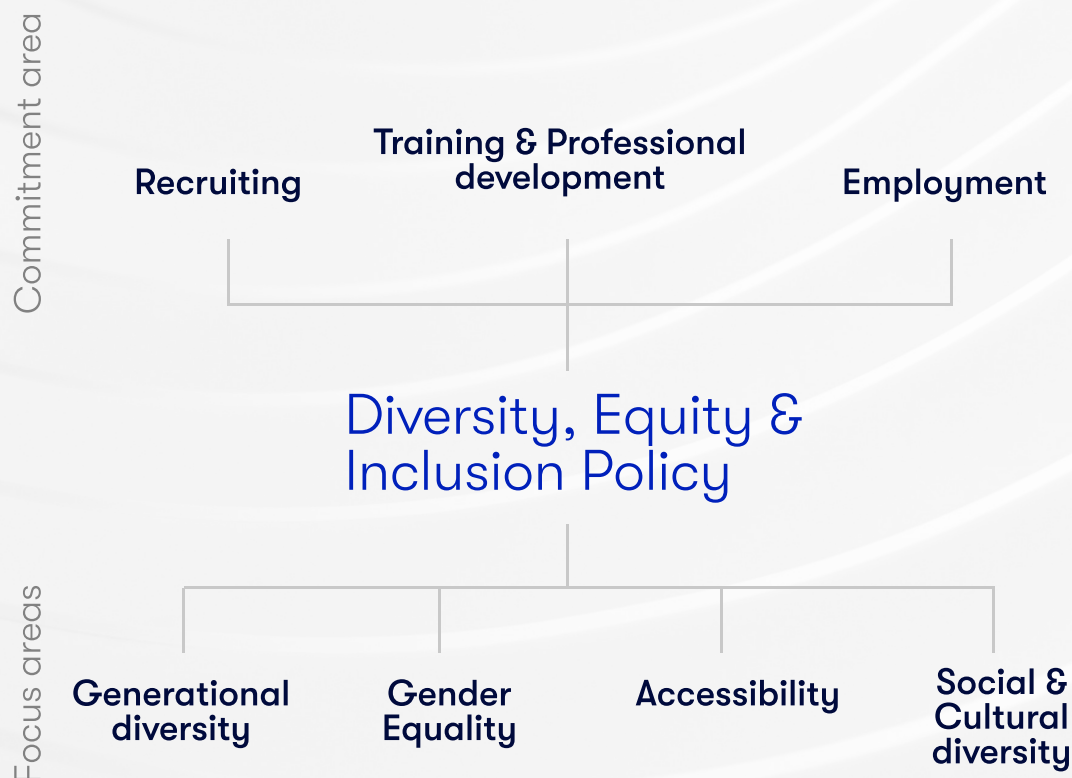 Commitment area
Training & Professional
development
Recruiting
Employment
Diversity, Equity &
Inclusion Policy
Focus areas
Generational
diversity
Gender
Equality
Accessibility
Social &
Cultural
diversity